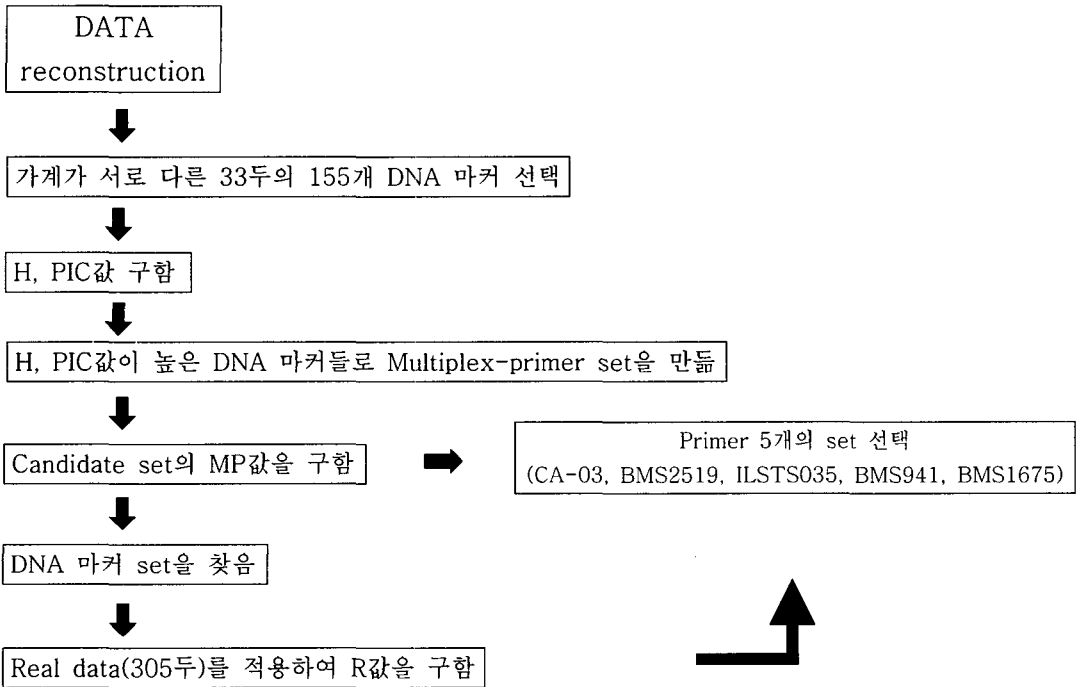 DATA
reconstruction
가계가 서로 다른 33두의 155개 DNA 마커 선택
H, PIC값 구함
H, PIC값이 높은 DNA 마커들로 Multiplex-primer set을 만듦
Candidate set의 MP값을 구함
Primer 5개의 set 선택
(CA-03, BMS2519, ILSTS035, BMS941, BMS1675)
DNA 마커 set을 찾음
Real data(305두)를 적용하여 R값을 구함